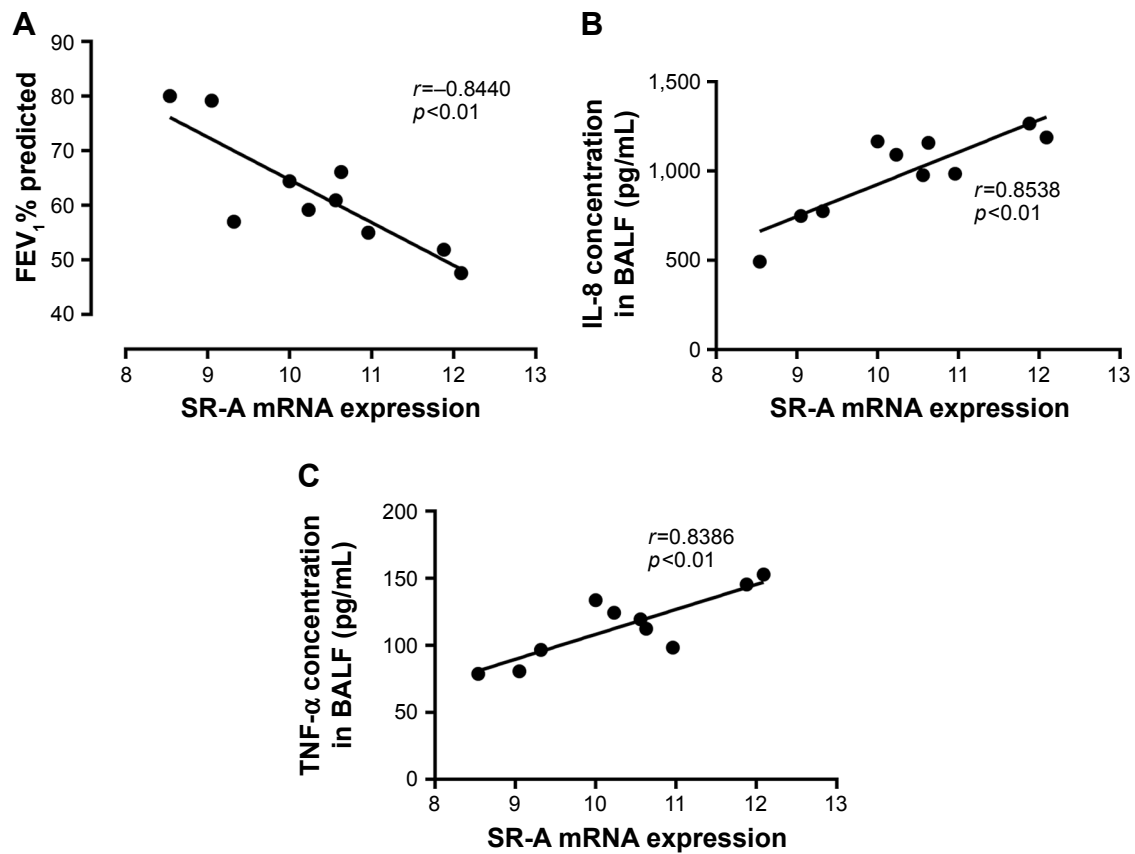 A
FEV1% predicted
90
80
70
60
50
40
r=–0.8440
p<0.01
8 9 10 11 12 13
SR-A mRNA expression
B
IL-8 concentration
in BALF (pg/mL)
1,500
1,000
500
0
r=0.8538
p<0.01
8 9 10 11 12 13
SR-A mRNA expression
C
TNF-α concentration
in BALF (pg/mL)
200
150
100
50
0
r=0.8386
p<0.01
8 9 10 11 12 13
SR-A mRNA expression